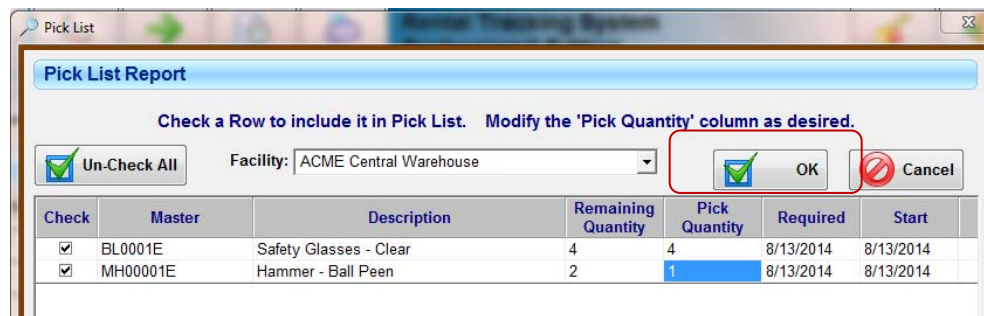 Pick List
Rental Tracking System
Pick List Report
Check a Row to include it in Pick List. Modify the 'Pick Quantity' column as desired.
Un-Check All
Facility: ACME Central Warehouse
OK
Cancel
Check Master Description Remaining Quantity Pick Quantity Required Start
BL0001E Safety Glasses - Clear 4 4 8/13/2014 8/13/2014
MH00001E Hammer - Ball Peen 2 1 8/13/2014 8/13/2014